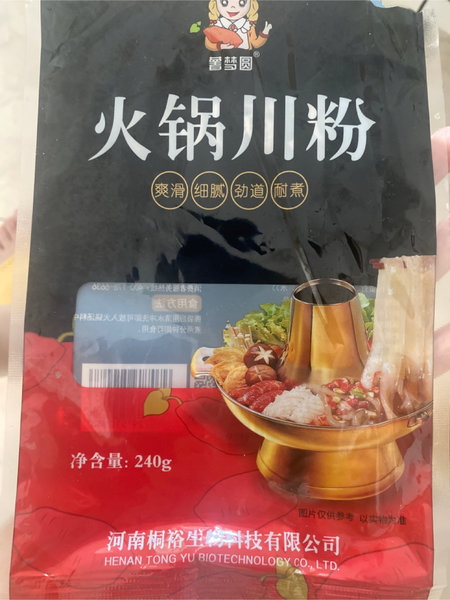 薯梦圆®
火锅川粉
爽滑 细腻 劲道 耐煮
食用方法
净含量: 240g
图片仅供参考 以实物为准
河南桐裕生物科技有限公司
HENAN TONG YU BIOTECHNOLOGY CO., LTD.